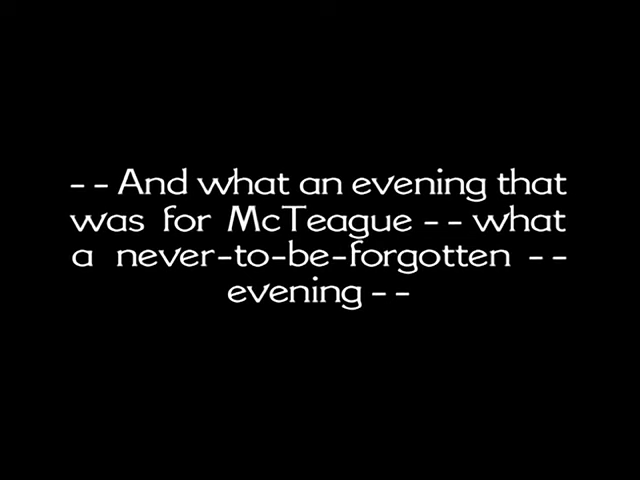 -- And what an evening that
was for McTeague -- what
a never-to-be-forgotten --
evening --